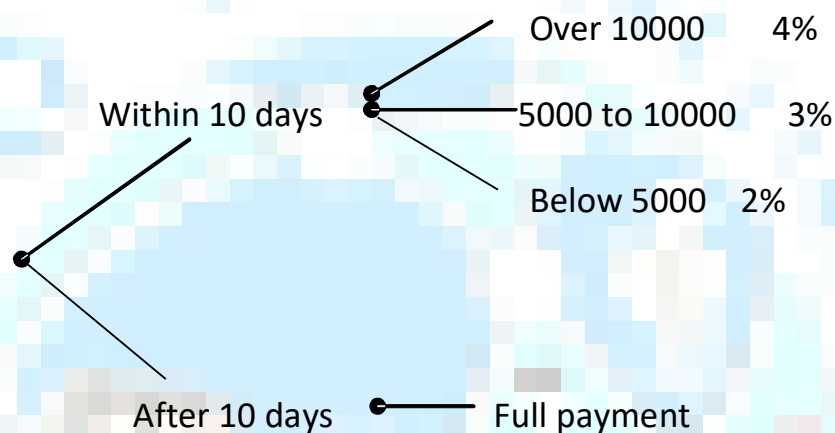 Over 10000 4%
Within 10 days 5000 to 10000 3%
Below 5000 2%
After 10 days Full payment